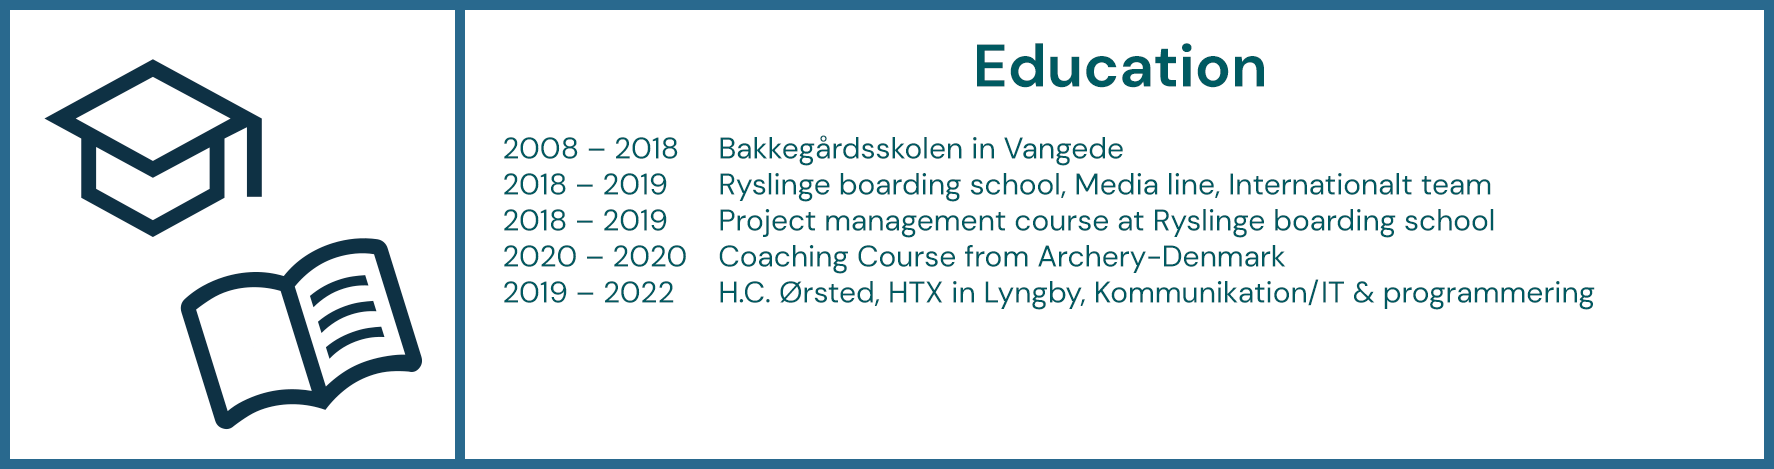 Education
2008 – 2018 Bakkegårdsskolen in Vangede
2018 – 2019 Ryslinge boarding school, Media line, Internationalt team
2018 – 2019 Project management course at Ryslinge boarding school
2020 – 2020 Coaching Course from Archery-Denmark
2019 – 2022 H.C. Ørsted, HTX in Lyngby, Kommunikation/IT & programmering